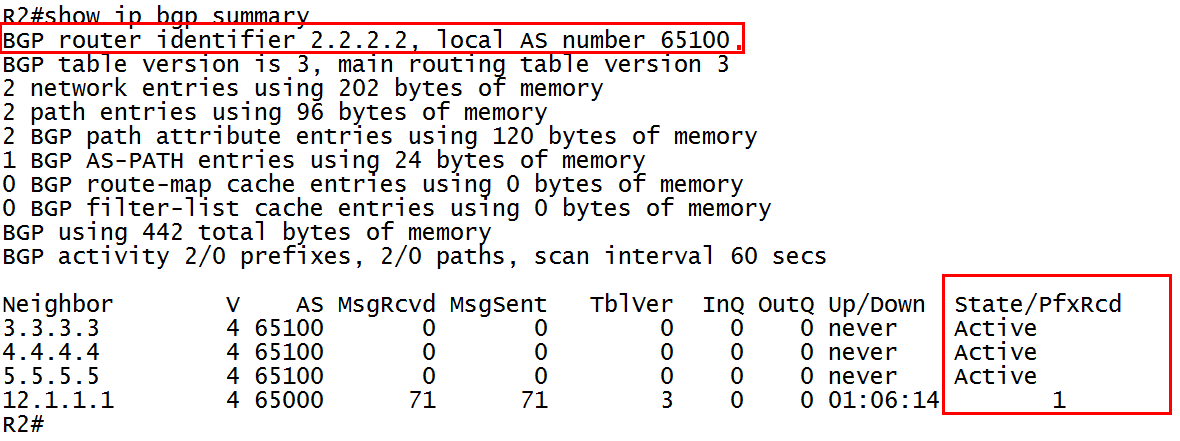 R2#show ip bgp summary
BGP router identifier 2.2.2.2, local AS number 65100.
BGP table version is 3, main routing table version 3
2 network entries using 202 bytes of memory
2 path entries using 96 bytes of memory
2 BGP path attribute entries using 120 bytes of memory
1 BGP AS-PATH entries using 24 bytes of memory
0 BGP route-map cache entries using 0 bytes of memory
0 BGP filter-list cache entries using 0 bytes of memory
BGP using 442 total bytes of memory
BGP activity 2/0 prefixes, 2/0 paths, scan interval 60 secs
Neighbor V AS MsgRcvd MsgSent TblVer InQ OutQ Up/Down State/PfxRcd
3.3.3.3 4 65100 0 0 0 0 0 never Active
4.4.4.4 4 65100 0 0 0 0 0 never Active
5.5.5.5 4 65100 0 0 0 0 0 never Active
12.1.1.1 4 65000 71 71 3 0 0 01:06:14 1
R2#